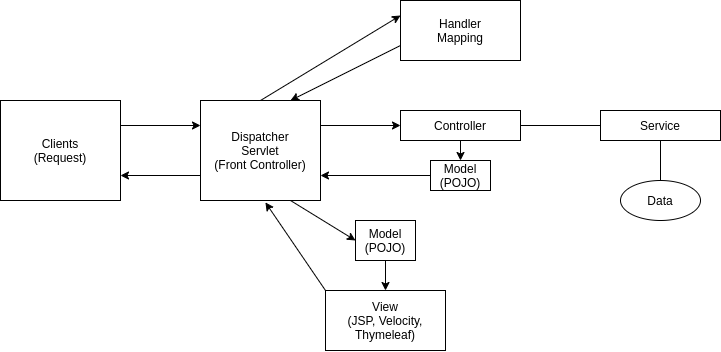 Handler
Mapping
Clients
(Request)
Dispatcher
Servlet
(Front Controller)
Controller
Service
Model
(POJO)
Data
Model
(POJO)
View
(JSP, Velocity,
Thymeleaf)